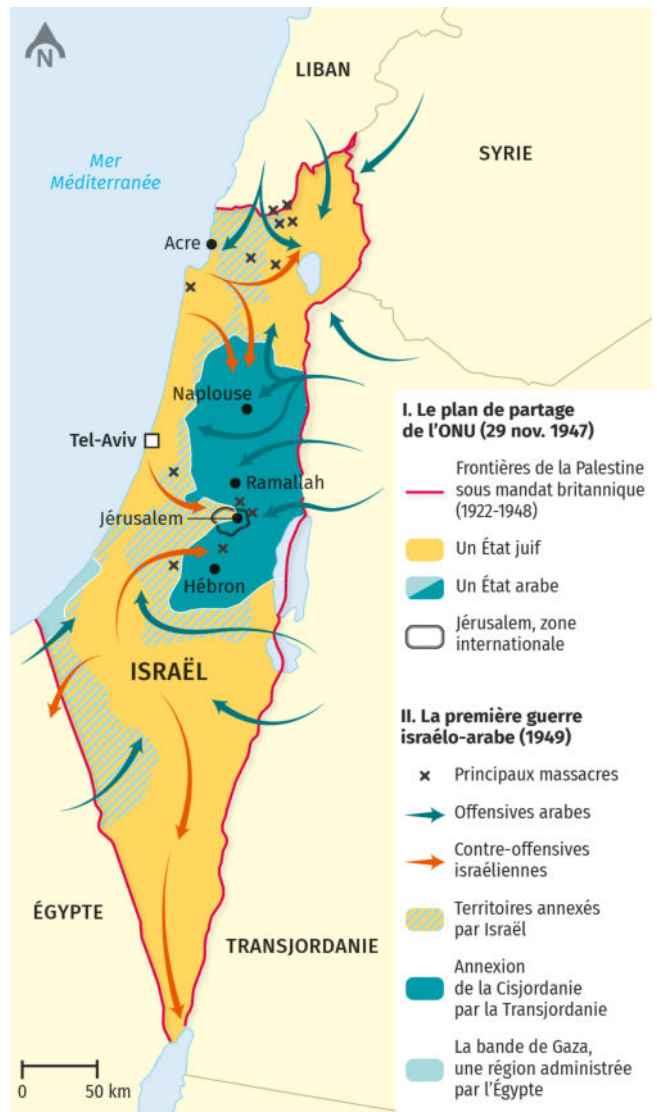 N
LIBAN
SYRIE
Mer
Méditerranée
Acre
Naplouse
Tel-Aviv
Ramallah
Jérusalem
Hébron
ISRAËL
ÉGYPTE
TRANSJORDANIE
0 50 km
I. Le plan de partage
de l'ONU (29 nov. 1947)
Frontières de la Palestine
sous mandat britannique
(1922-1948)
Un État juif
Un État arabe
Jérusalem, zone
internationale
II. La première guerre
israélo-arabe (1949)
Principaux massacres
Offensives arabes
Contre-offensives
israéliennes
Territoires annexés
par Israël
Annexion
de la Cisjordanie
par la Transjordanie
La bande de Gaza,
une région administrée
par l'Égypte